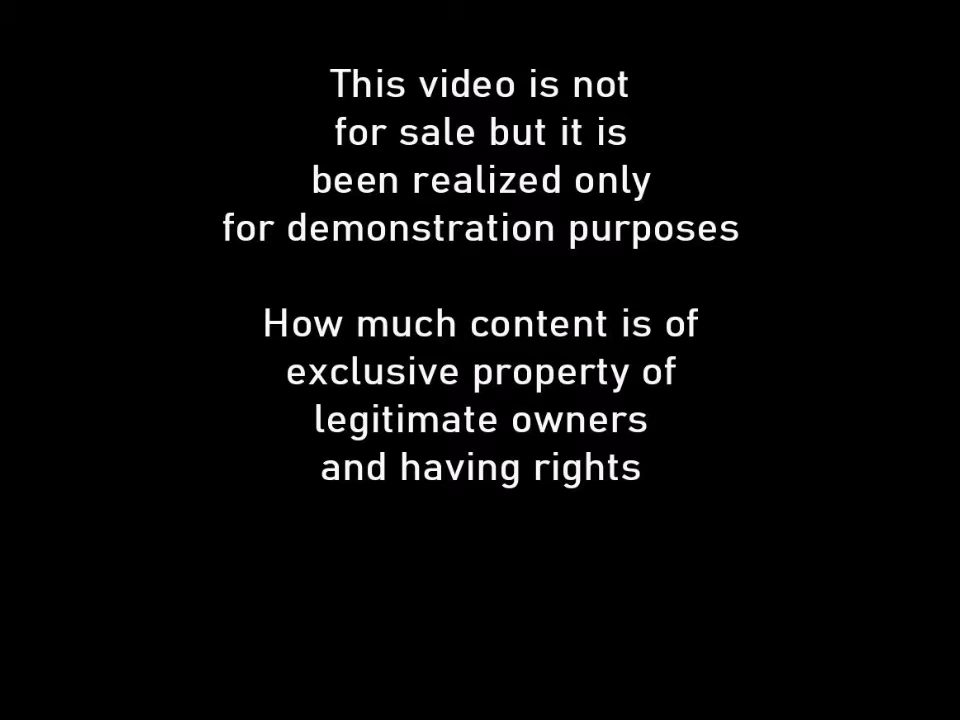 This video is not
for sale but it is
been realized only
for demonstration purposes
How much content is of
exclusive property of
legitimate owners
and having rights